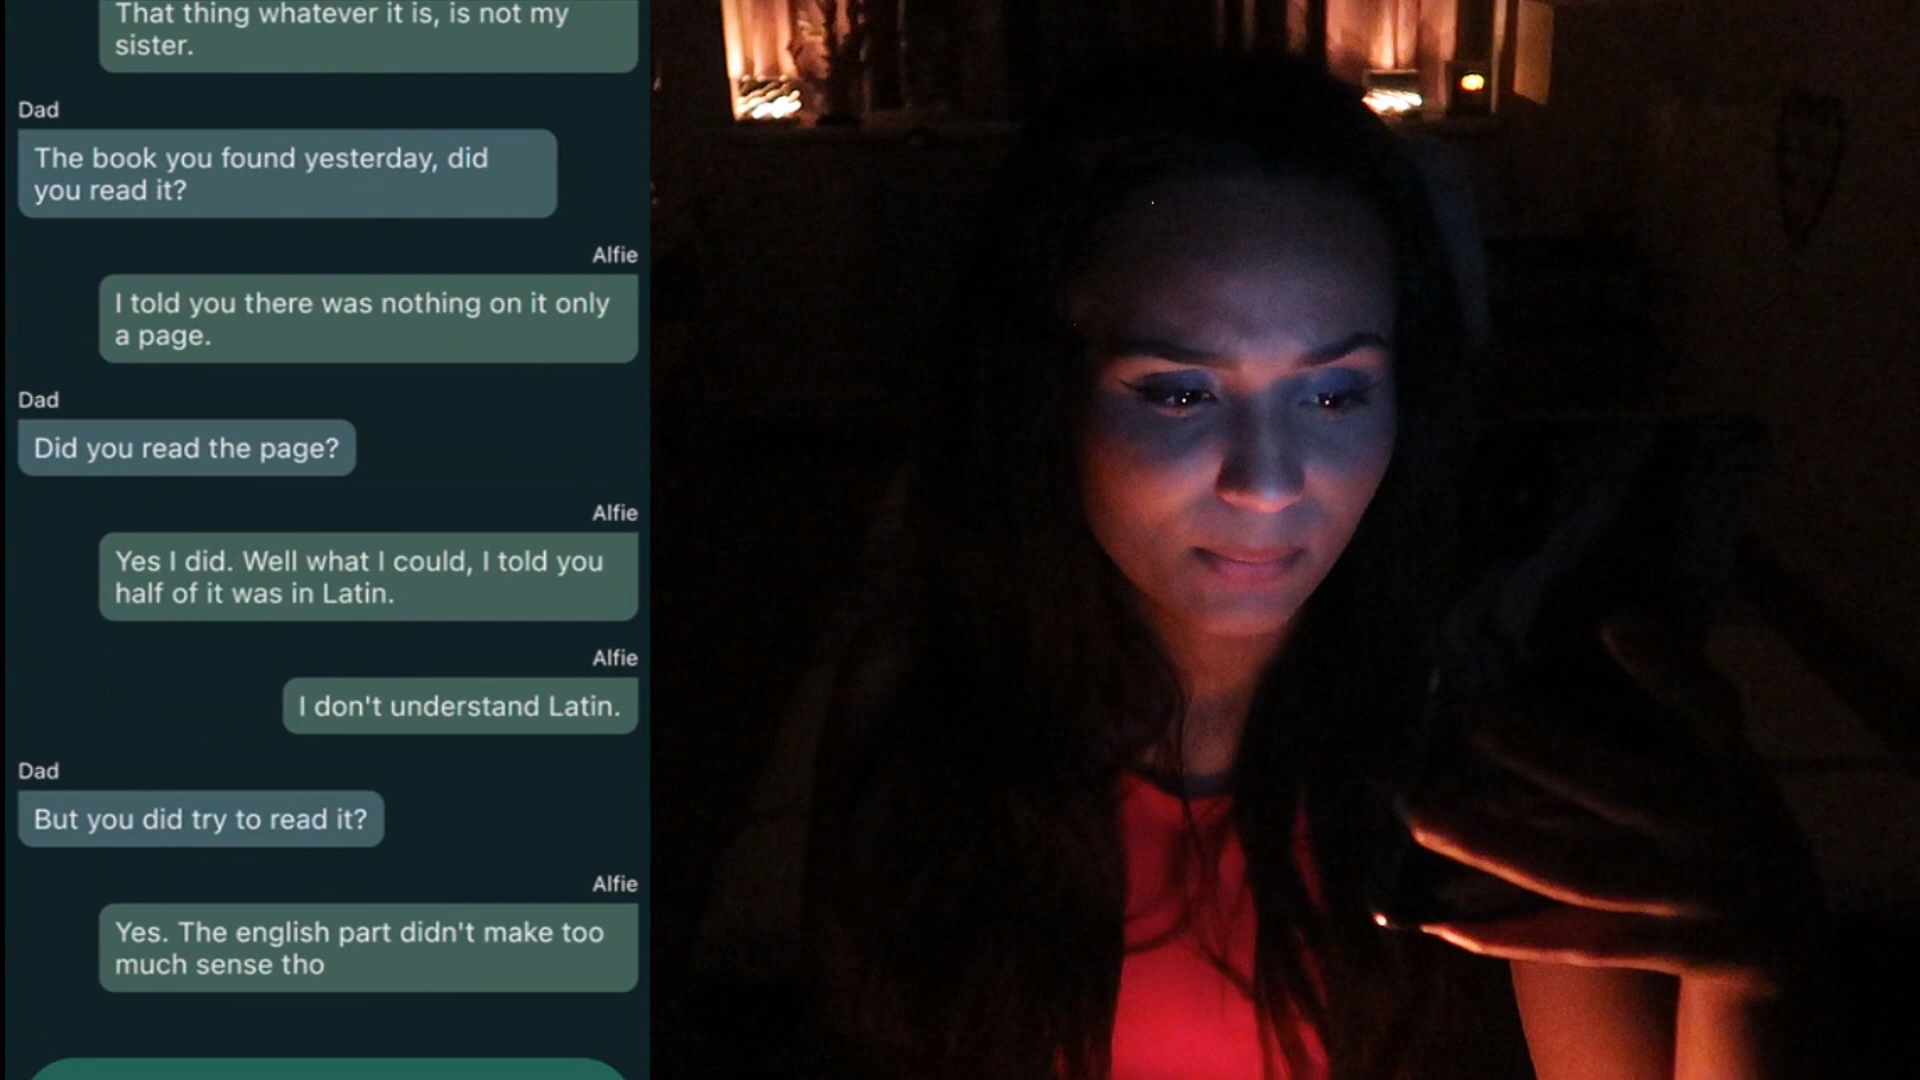 That thing whatever it is, is not my
sister.
Dad
The book you found yesterday, did
you read it?
Alfie
I told you there was nothing on it only
a page.
Dad
Did you read the page?
Alfie
Yes I did. Well what I could, I told you
half of it was in Latin.
Alfie
I don't understand Latin.
Dad
But you did try to read it?
Alfie
Yes. The english part didn't make too
much sense tho